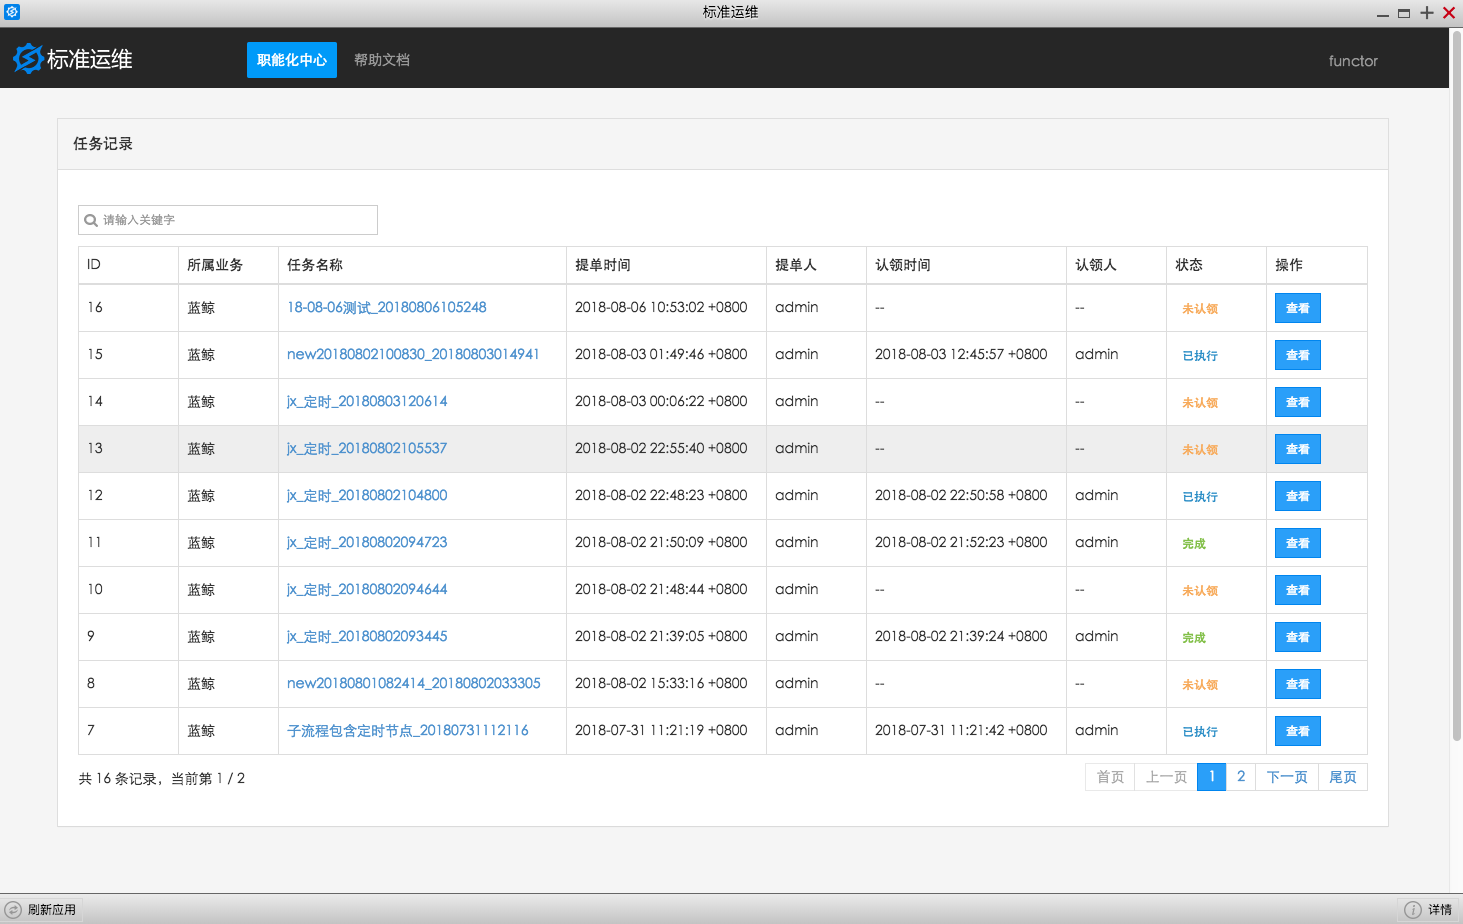 标准运维
标准运维 职能化中心 帮助文档 functor
任务记录
请输入关键字
ID 所属业务 任务名称 提单时间 提单人 认领时间 认领人 状态 操作
16 蓝鲸 18-08-06测试_20180806105248 2018-08-06 10:53:02 +0800 admin -- -- 未认领 查看
15 蓝鲸 new20180802100830_20180803014941 2018-08-03 01:49:46 +0800 admin 2018-08-03 12:45:57 +0800 admin 已执行 查看
14 蓝鲸 jx_定时_20180803120614 2018-08-03 00:06:22 +0800 admin -- -- 未认领 查看
13 蓝鲸 jx_定时_20180802105537 2018-08-02 22:55:40 +0800 admin -- -- 未认领 查看
12 蓝鲸 jx_定时_20180802104800 2018-08-02 22:48:23 +0800 admin 2018-08-02 22:50:58 +0800 admin 已执行 查看
11 蓝鲸 jx_定时_20180802094723 2018-08-02 21:50:09 +0800 admin 2018-08-02 21:52:23 +0800 admin 完成 查看
10 蓝鲸 jx_定时_20180802094644 2018-08-02 21:48:44 +0800 admin -- -- 未认领 查看
9 蓝鲸 jx_定时_20180802093445 2018-08-02 21:39:05 +0800 admin 2018-08-02 21:39:24 +0800 admin 完成 查看
8 蓝鲸 new20180801082414_20180802033305 2018-08-02 15:33:16 +0800 admin -- -- 未认领 查看
7 蓝鲸 子流程包含定时节点_20180731112116 2018-07-31 11:21:19 +0800 admin 2018-07-31 11:21:42 +0800 admin 已执行 查看
共 16 条记录，当前第 1 / 2 首页 上一页 1 2 下一页 尾页
刷新应用 详情